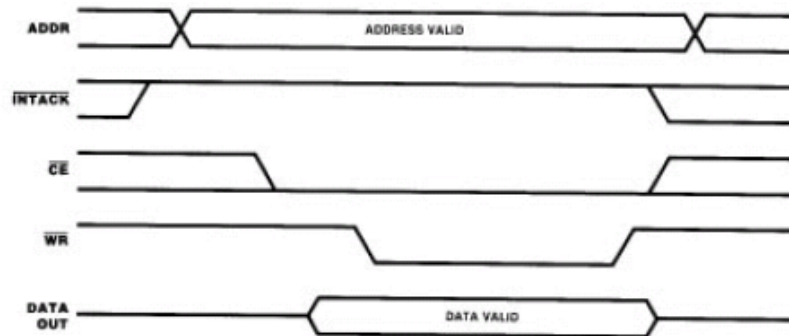 ADDR
ADDRESS VALID
INTACK
CE
WR
DATA
OUT
DATA VALID